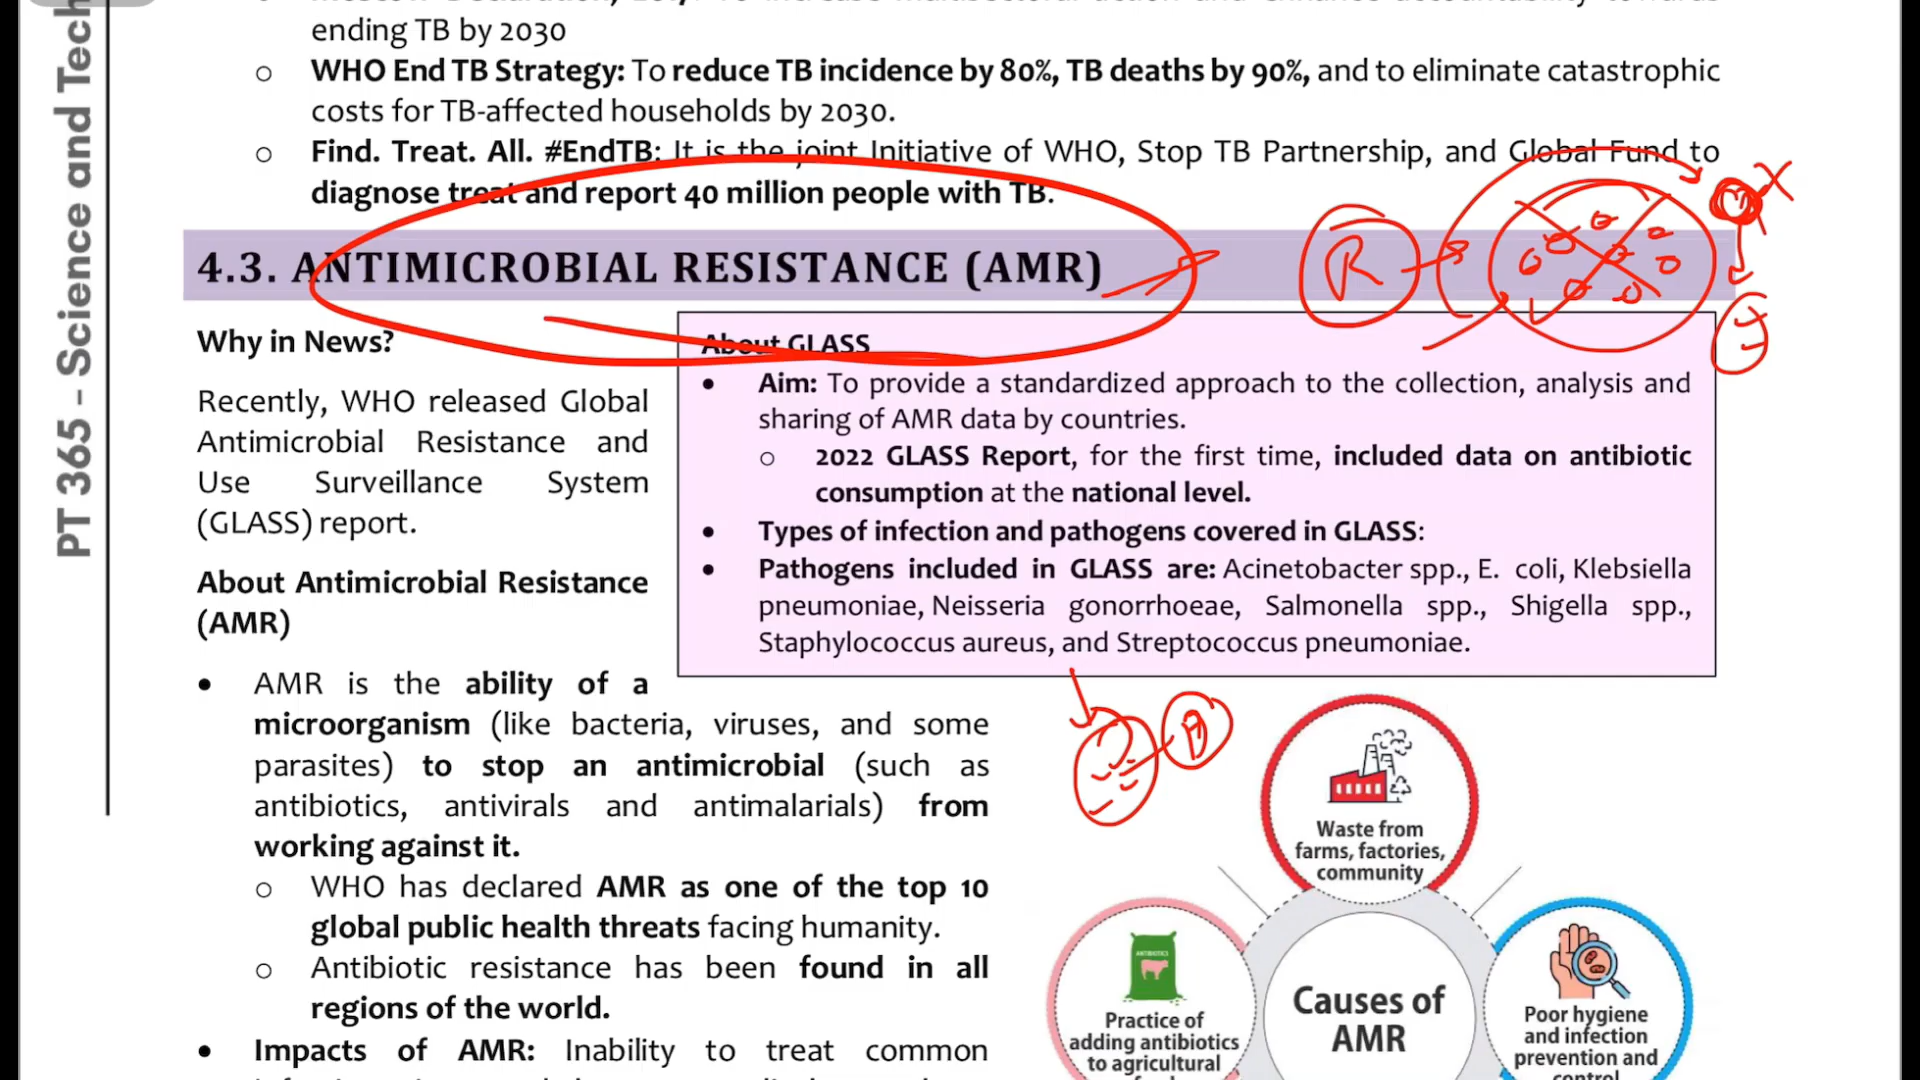 PT 365 - Science and Tech
ending TB by 2030
o WHO End TB Strategy: To reduce TB incidence by 80%, TB deaths by 90%, and to eliminate catastrophic
costs for TB-affected households by 2030.
o Find. Treat. All. #EndTB: It is the joint Initiative of WHO, Stop TB Partnership, and Global Fund to
diagnose treat and report 40 million people with TB.
4.3. ANTIMICROBIAL RESISTANCE (AMR)
R
Why in News?
Recently, WHO released Global
Antimicrobial Resistance and
Use Surveillance System
(GLASS) report.
About GLASS
• Aim: To provide a standardized approach to the collection, analysis and
sharing of AMR data by countries.
o 2022 GLASS Report, for the first time, included data on antibiotic
consumption at the national level.
• Types of infection and pathogens covered in GLASS:
• Pathogens included in GLASS are: Acinetobacter spp., E. coli, Klebsiella
pneumoniae, Neisseria gonorrhoeae, Salmonella spp., Shigella spp.,
Staphylococcus aureus, and Streptococcus pneumoniae.
About Antimicrobial Resistance
(AMR)
• AMR is the ability of a
microorganism (like bacteria, viruses, and some
parasites) to stop an antimicrobial (such as
antibiotics, antivirals and antimalarials) from
working against it.
o WHO has declared AMR as one of the top 10
global public health threats facing humanity.
o Antibiotic resistance has been found in all
regions of the world.
• Impacts of AMR: Inability to treat common
Waste from
farms, factories,
community
ANTIBIOTICS
Practice of
adding antibiotics
to agricultural
Causes of
AMR
Poor hygiene
and infection
prevention and
control